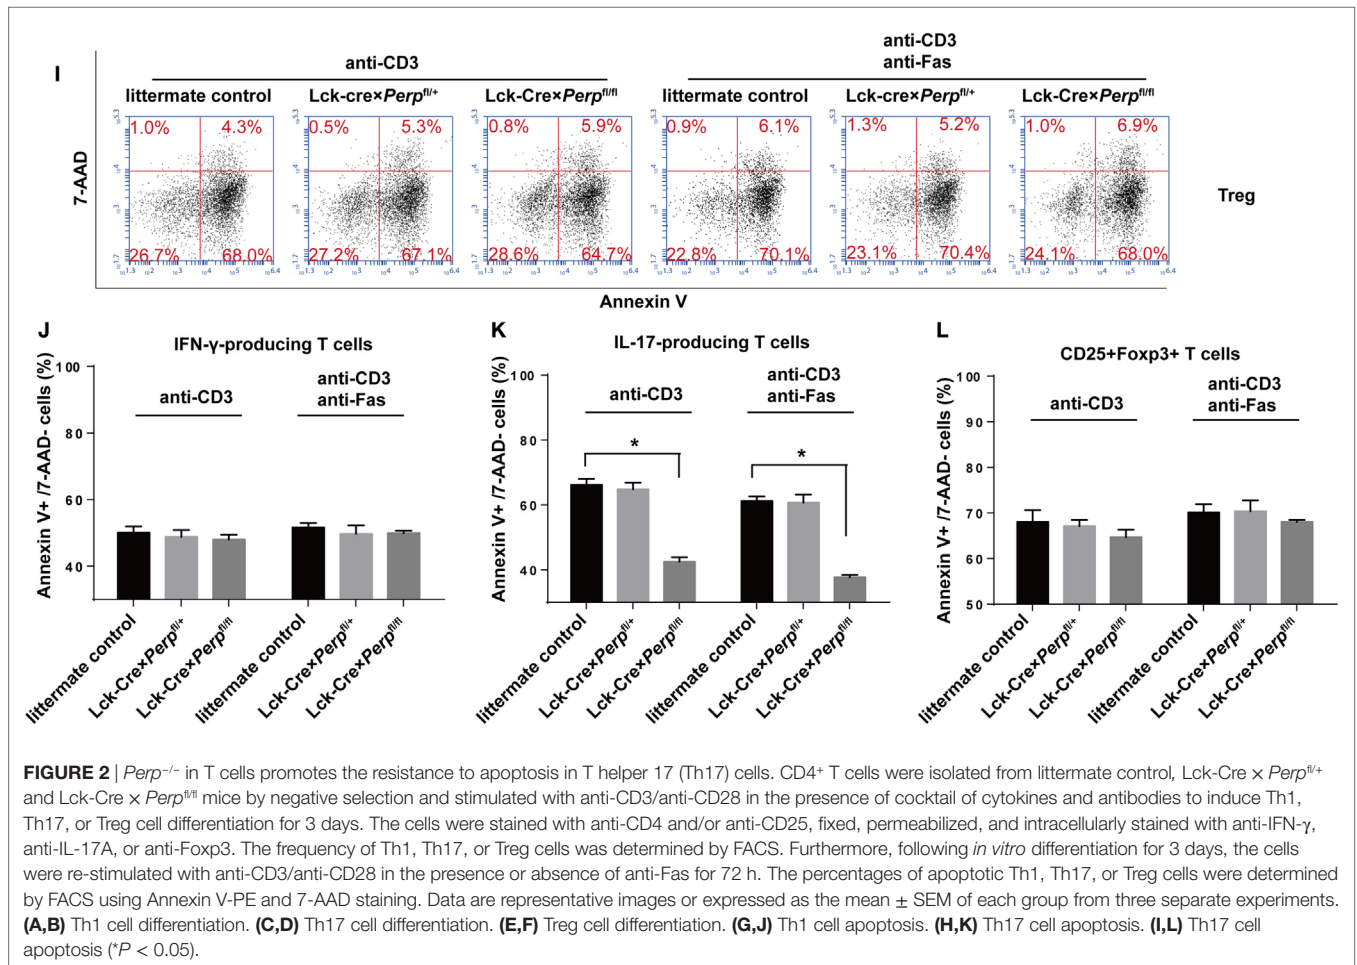 I
anti-CD3
anti-CD3
anti-Fas
littermate control Lck-cre×Perpfl/+ Lck-Cre×Perpfl/fl littermate control Lck-cre×Perpfl/+ Lck-Cre×Perpfl/fl
1.0% 4.3% 0.5% 5.3% 0.8% 5.9% 0.9% 6.1% 1.3% 5.2% 1.0% 6.9%
7-AAD
Treg
26.7% 68.0% 27.2% 67.1% 28.6% 64.7% 22.8% 70.1% 23.1% 70.4% 24.1% 68.0%
Annexin V
J
IFN-γ-producing T cells
anti-CD3
anti-CD3
anti-Fas
Annexin V+ /7-AAD- cells (%)
100
80
60
40
littermate control
Lck-Cre×Perpfl/+
Lck-Cre×Perpfl/fl
littermate control
Lck-Cre×Perpfl/+
Lck-Cre×Perpfl/fl
K
IL-17-producing T cells
anti-CD3
anti-CD3
anti-Fas
Annexin V+ /7-AAD- cells (%)
100
80
60
40
* *
littermate control
Lck-Cre×Perpfl/+
Lck-Cre×Perpfl/fl
littermate control
Lck-Cre×Perpfl/+
Lck-Cre×Perpfl/fl
L
CD25+Foxp3+ T cells
anti-CD3
anti-CD3
anti-Fas
Annexin V+ /7-AAD- cells (%)
100
90
80
70
60
50
littermate control
Lck-Cre×Perpfl/+
Lck-Cre×Perpfl/fl
littermate control
Lck-Cre×Perpfl/+
Lck-Cre×Perpfl/fl
FIGURE 2 | Perp−/− in T cells promotes the resistance to apoptosis in T helper 17 (Th17) cells. CD4+ T cells were isolated from littermate control, Lck-Cre × Perpfl/+
and Lck-Cre × Perpfl/fl mice by negative selection and stimulated with anti-CD3/anti-CD28 in the presence of cocktail of cytokines and antibodies to induce Th1,
Th17, or Treg cell differentiation for 3 days. The cells were stained with anti-CD4 and/or anti-CD25, fixed, permeabilized, and intracellularly stained with anti-IFN-γ,
anti-IL-17A, or anti-Foxp3. The frequency of Th1, Th17, or Treg cells was determined by FACS. Furthermore, following in vitro differentiation for 3 days, the cells
were re-stimulated with anti-CD3/anti-CD28 in the presence or absence of anti-Fas for 72 h. The percentages of apoptotic Th1, Th17, or Treg cells were determined
by FACS using Annexin V-PE and 7-AAD staining. Data are representative images or expressed as the mean ± SEM of each group from three separate experiments.
(A,B) Th1 cell differentiation. (C,D) Th17 cell differentiation. (E,F) Treg cell differentiation. (G,J) Th1 cell apoptosis. (H,K) Th17 cell apoptosis. (I,L) Th17 cell
apoptosis (*P < 0.05).